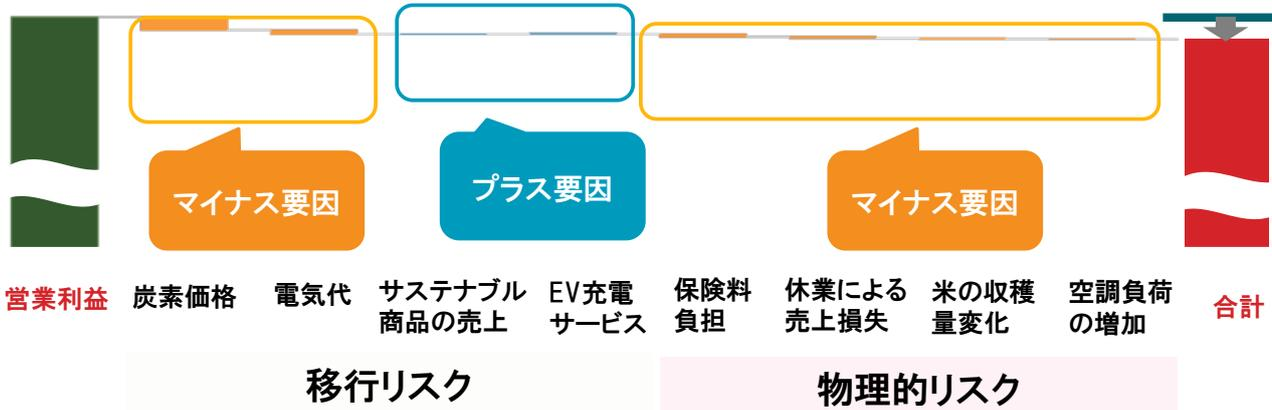 マイナス要因
プラス要因
マイナス要因
営業利益
炭素価格
電気代
サステナブル
商品の売上
EV充電
サービス
保険料
負担
休業による
売上損失
米の収穫
量変化
空調負荷
の増加
合計
移行リスク
物理的リスク